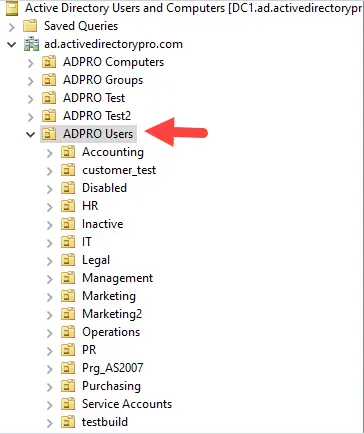 Active Directory Users and Computers [DC1.ad.activedirectorypr
Saved Queries
ad.activedirectorypro.com
ADPRO Computers
ADPRO Groups
ADPRO Test
ADPRO Test2
ADPRO Users
Accounting
customer_test
Disabled
HR
Inactive
IT
Legal
Management
Marketing
Marketing2
Operations
PR
Prg_AS2007
Purchasing
Service Accounts
testbuild